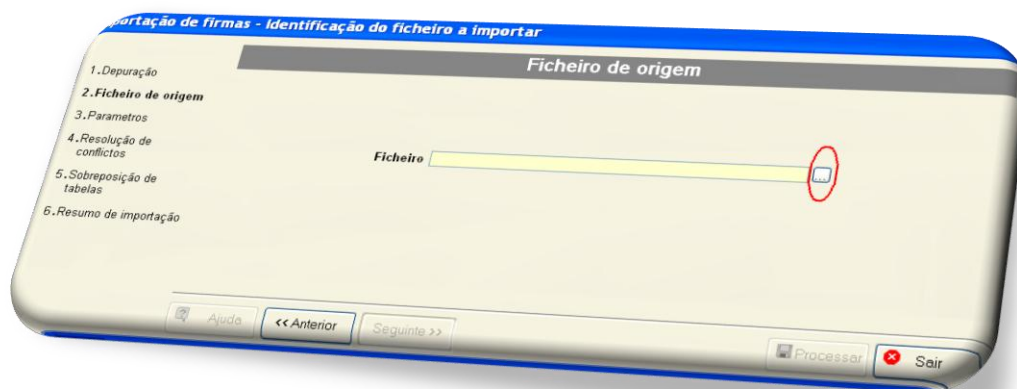 portação de firmas - Identificação do ficheiro a importar
Ficheiro de origem
1.Depuração
2.Ficheiro de origem
3.Parametros
4.Resolução de
conflictos
5.Sobreposição de
tabelas
6.Resumo de importação
Ficheiro
...
Ajuda
<< Anterior
Seguinte >>
Processar
Sair